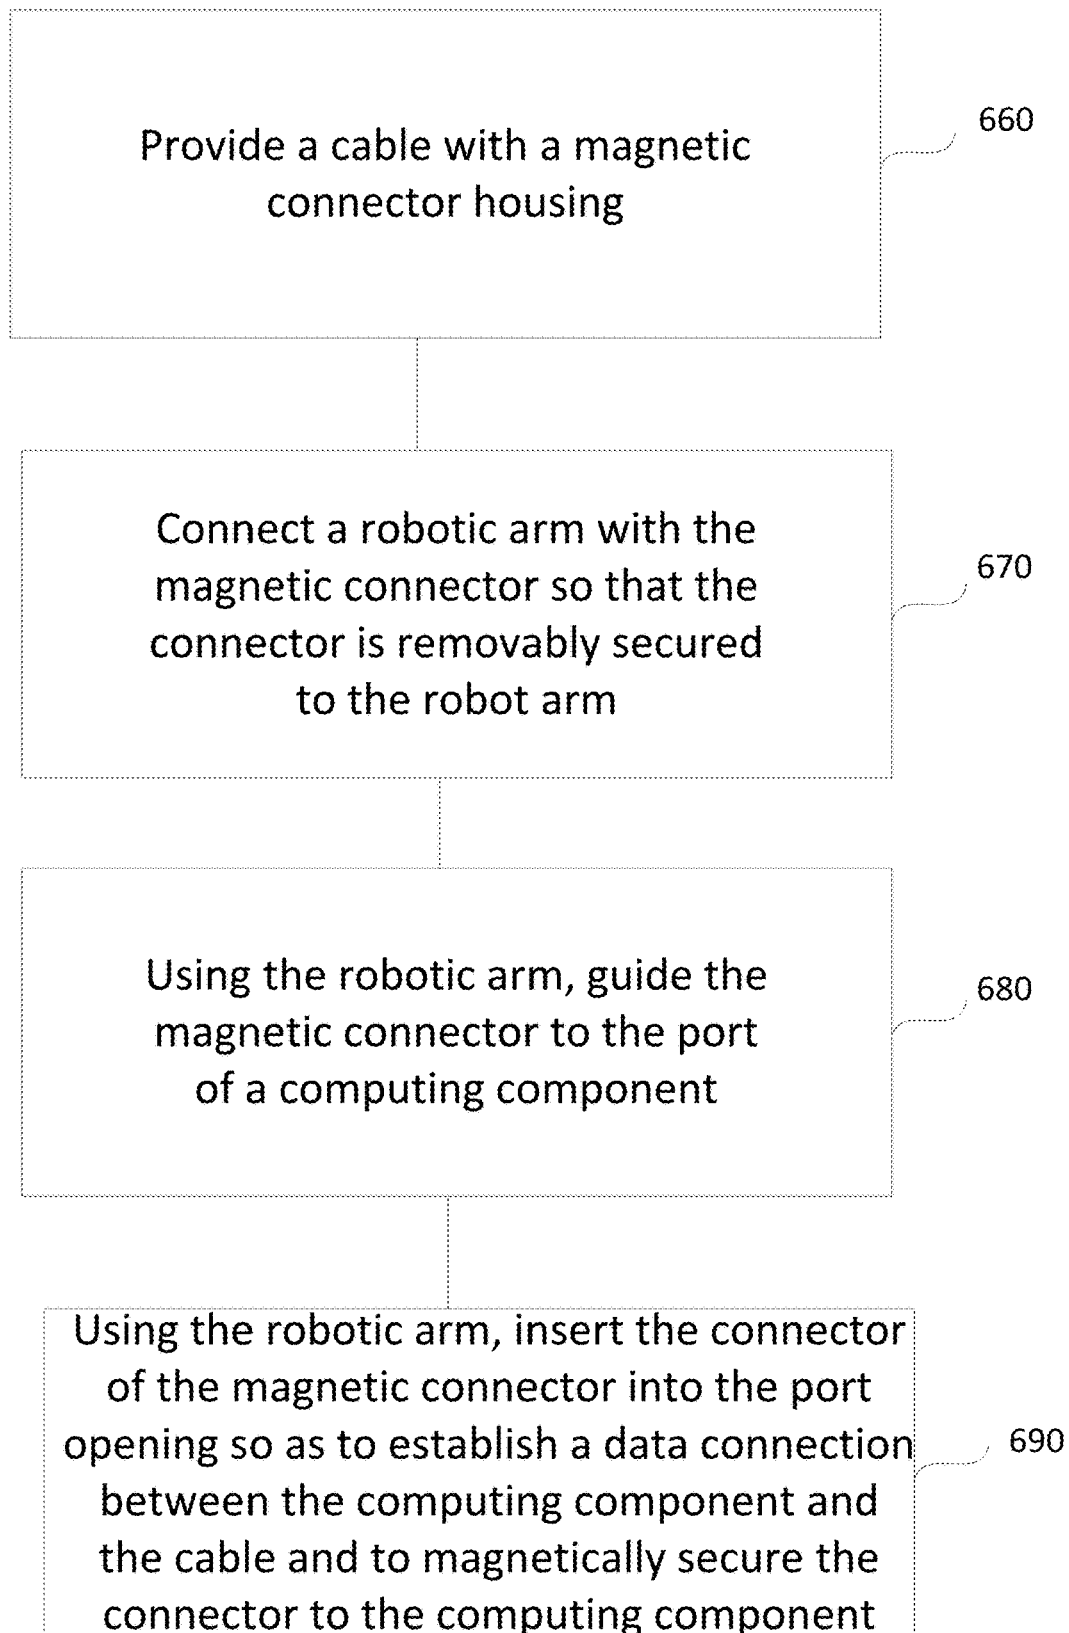 Provide a cable with a magnetic
connector housing
660
Connect a robotic arm with the
magnetic connector so that the
connector is removably secured
to the robot arm
670
Using the robotic arm, guide the
magnetic connector to the port
of a computing component
680
Using the robotic arm, insert the connector
of the magnetic connector into the port
opening so as to establish a data connection
between the computing component and
the cable and to magnetically secure the
connector to the computing component
690